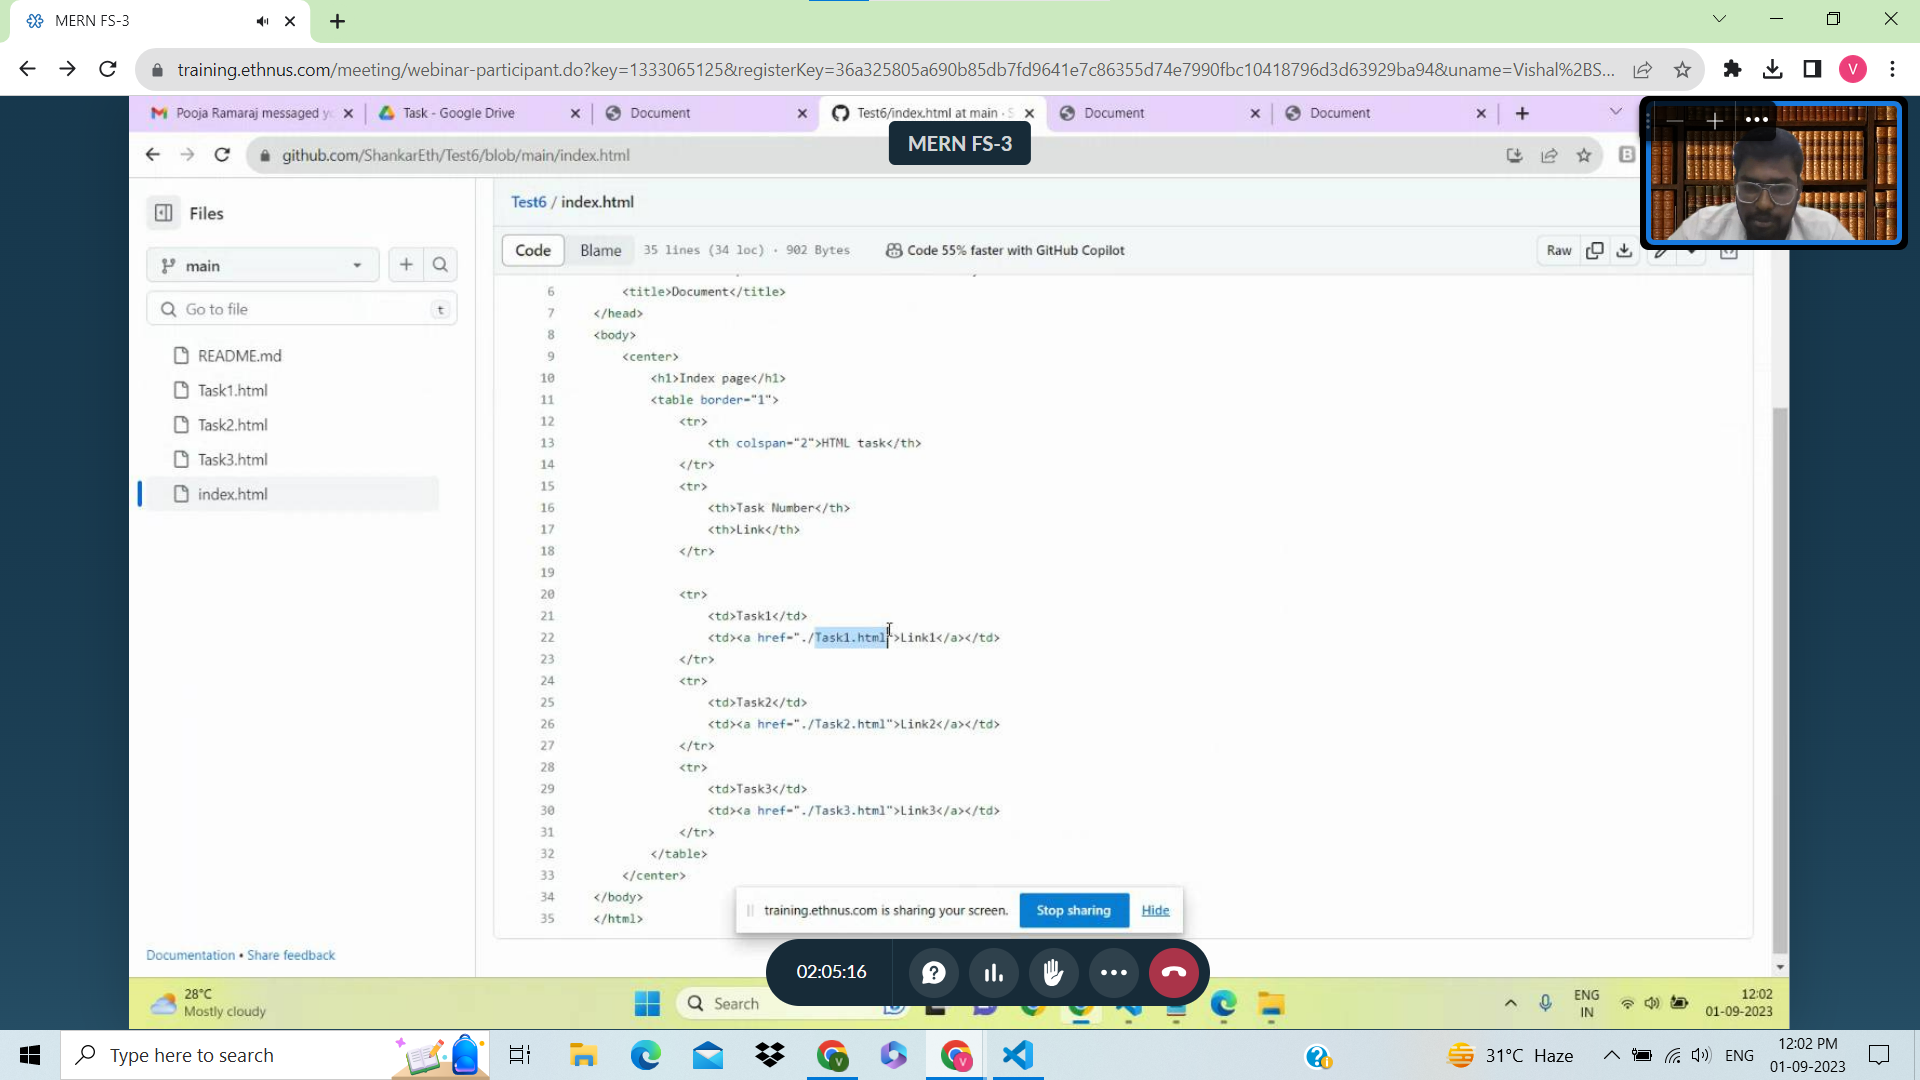 MERN FS-3
training.ethnus.com/meeting/webinar-participant.do?key=1333065125&registerKey=36a325805a690b85db7fd9641e7c86355d74e7990fbc10418796d3d63929ba94&uname=Vishal%2BS...
V
Pooja Ramaraj messaged
Task - Google Drive
Document
Test6/index.html at main
Document
Document
MERN FS-3
github.com/ShankarEth/Test6/blob/main/index.html
B
Files
main
Go to file
t
README.md
Task1.html
Task2.html
Task3.html
index.html
Documentation • Share feedback
Test6 / index.html
Code
Blame
35 lines (34 loc) · 902 Bytes
Code 55% faster with GitHub Copilot
Raw
6 <title>Document</title>
7 </head>
8 <body>
9 <center>
10 <h1>Index page</h1>
11 <table border="1">
12 <tr>
13 <th colspan="2">HTML task</th>
14 </tr>
15 <tr>
16 <th>Task Number</th>
17 <th>Link</th>
18 </tr>
19
20 <tr>
21 <td>Task1</td>
22 <td><a href="./Task1.html">Link1</a></td>
23 </tr>
24 <tr>
25 <td>Task2</td>
26 <td><a href="./Task2.html">Link2</a></td>
27 </tr>
28 <tr>
29 <td>Task3</td>
30 <td><a href="./Task3.html">Link3</a></td>
31 </tr>
32 </table>
33 </center>
34 </body>
35 </html>
training.ethnus.com is sharing your screen.
Stop sharing
Hide
02:05:16
28°C
Mostly cloudy
Search
ENG
IN
12:02
01-09-2023
Type here to search
31°C Haze
ENG
12:02 PM
01-09-2023